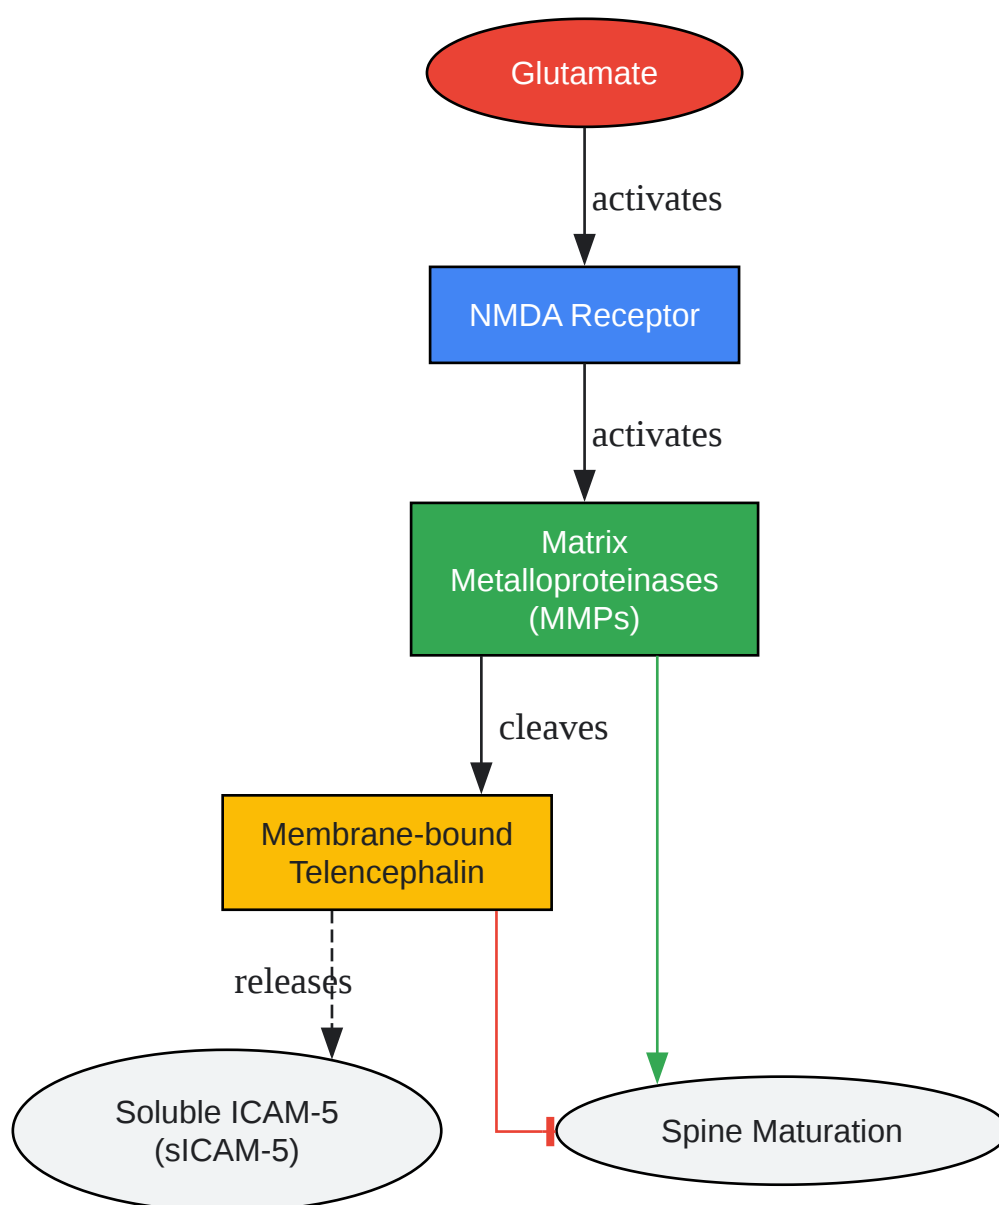 Glutamate
activates
NMDA Receptor
activates
Matrix
Metalloproteinases
(MMPs)
cleaves
Membrane-bound
Telencephalin
releases
Soluble ICAM-5
(sICAM-5)
Spine Maturation